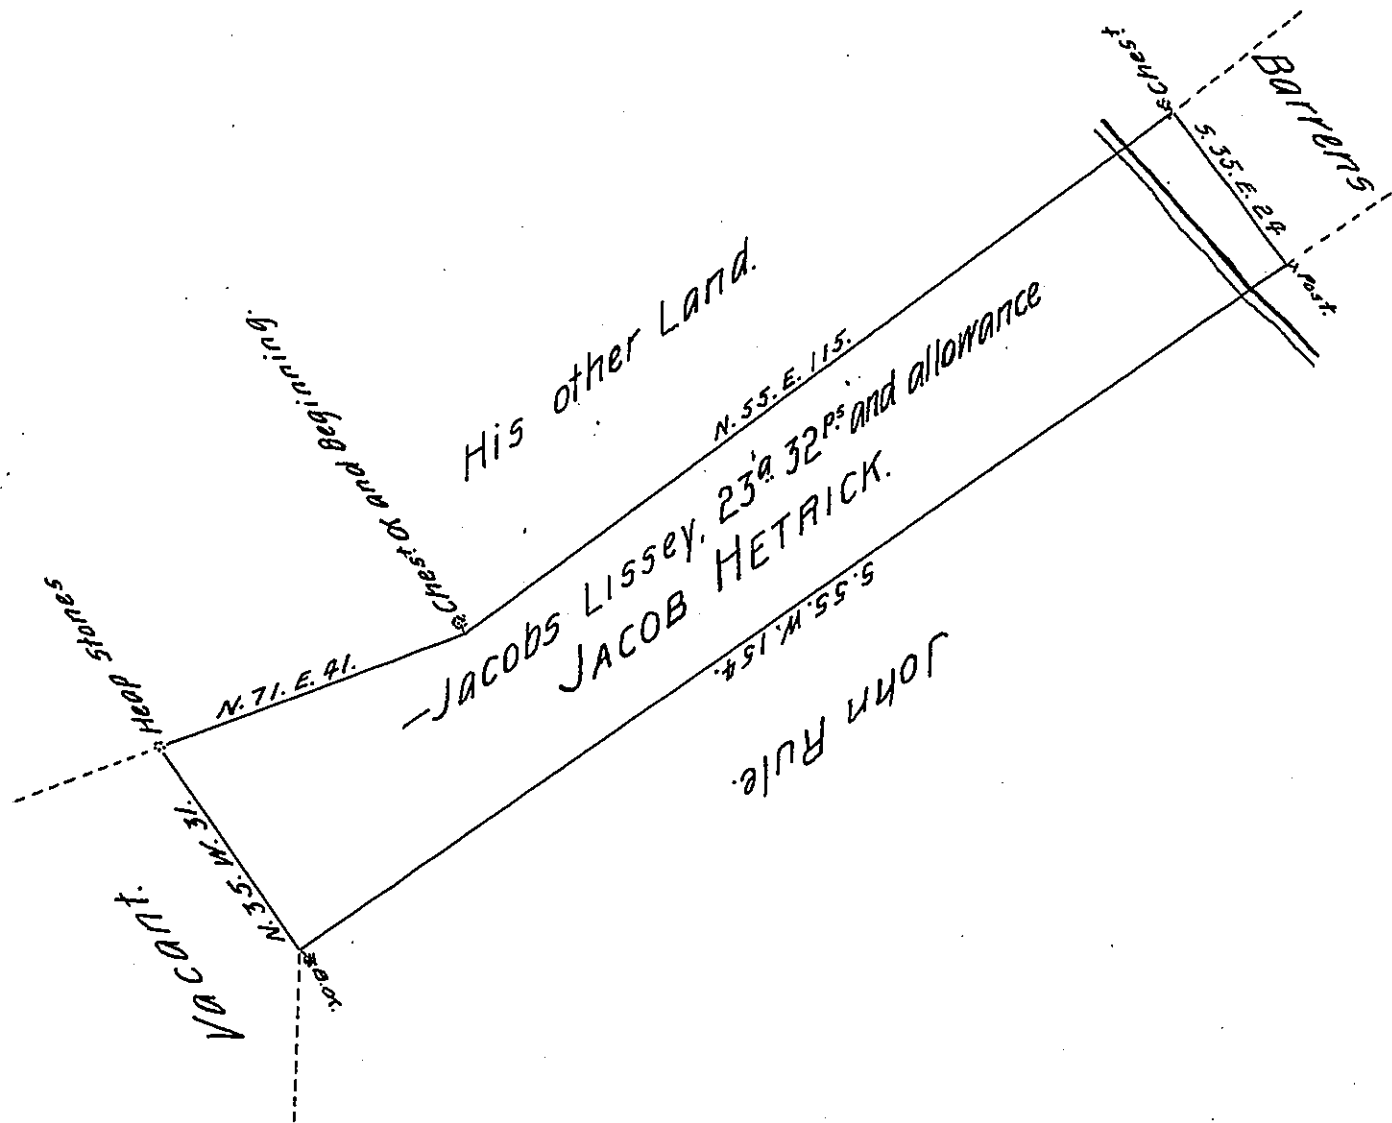 Chest.
Barrens
S. 35. E. 24.
Post.
His other Land.
N. 55. E. 115.
Chest. & and Beginning.
Jacobs Lissey. 23a. 32ps. and allowance
JACOB HETRICK.
S. 55. W. 154.
John Rule.
Heap Stones
N. 71. E. 41.
N. 35. W. 31.
Vacant.